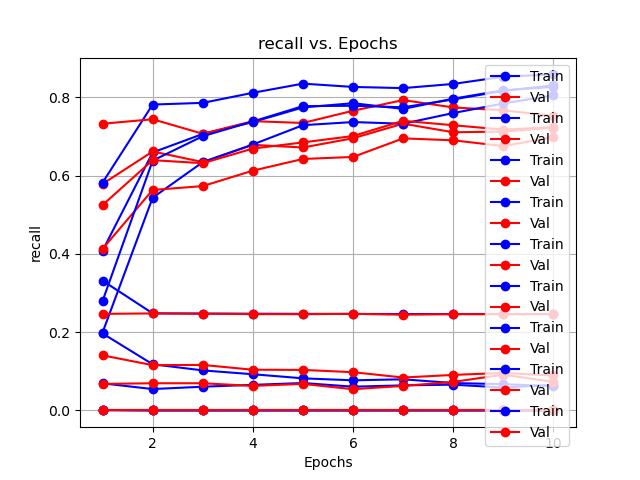 recall vs. Epochs
recall
0.8
0.6
0.4
0.2
0.0
2
4
6
8
10
Epochs
Train
Val
Train
Val
Train
Val
Train
Val
Train
Val
Train
Val
Train
Val
Train
Val
Train
Val